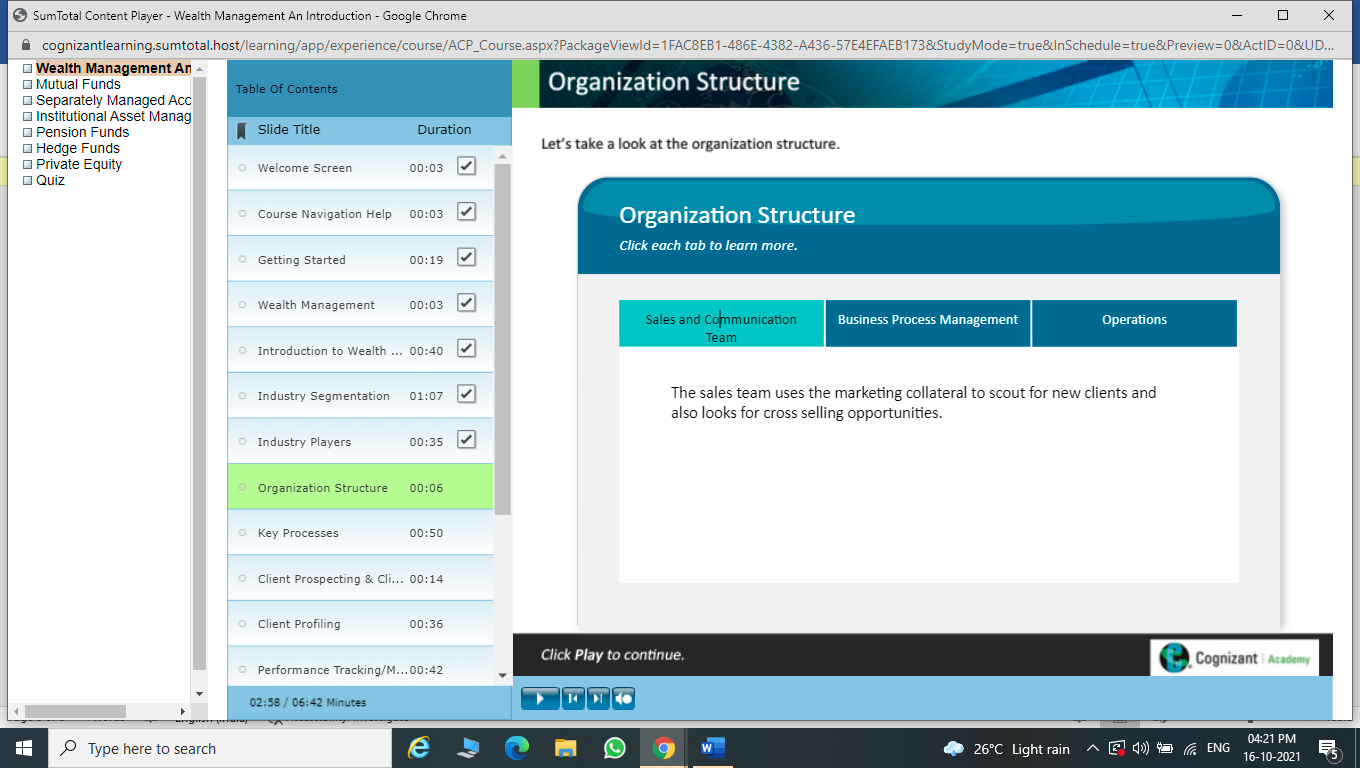 SumTotal Content Player - Wealth Management An Introduction - Google Chrome
cognizantlearning.sumtotal.host/learning/app/experience/course/ACP_Course.aspx?PackageViewId=1FAC8EB1-486E-4382-A436-57E4EFAEB173&StudyMode=true&InSchedule=true&Preview=0&ActID=0&UD...
Wealth Management An
Mutual Funds
Separately Managed Acc
Institutional Asset Manag
Pension Funds
Hedge Funds
Private Equity
Quiz
Table Of Contents
Slide Title Duration
Welcome Screen 00:03
Course Navigation Help 00:03
Getting Started 00:19
Wealth Management 00:03
Introduction to Wealth ... 00:40
Industry Segmentation 01:07
Industry Players 00:35
Organization Structure 00:06
Key Processes 00:50
Client Prospecting & Cli... 00:14
Client Profiling 00:36
Performance Tracking/M... 00:42
02:58 / 06:42 Minutes
Organization Structure
Let's take a look at the organization structure.
Organization Structure
Click each tab to learn more.
Sales and Communication
Team
Business Process Management
Operations
The sales team uses the marketing collateral to scout for new clients and
also looks for cross selling opportunities.
Click Play to continue.
Cognizant | Academy
Type here to search
26°C Light rain
ENG
04:21 PM
16-10-2021
5